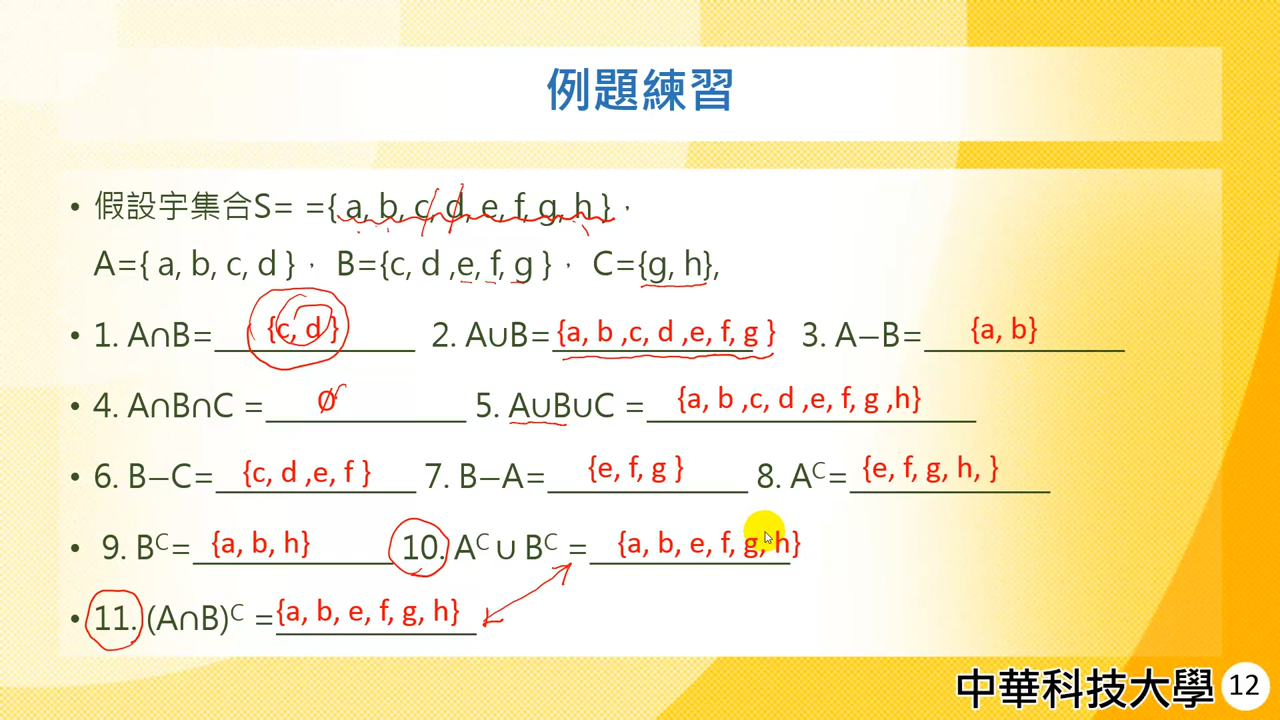 例題練習
• 假設宇集合S= ={ a, b, c, d, e, f, g, h }，
A={ a, b, c, d }， B={c, d ,e, f, g }， C={g, h},
• 1. A∩B= {c, d } 2. A∪B= {a, b ,c, d ,e, f, g } 3. A−B= {a, b}
• 4. A∩B∩C = ∅ 5. A∪B∪C = {a, b ,c, d ,e, f, g ,h}
• 6. B−C= {c, d ,e, f } 7. B−A= {e, f, g } 8. Aᶜ= {e, f, g, h, }
• 9. Bᶜ= {a, b, h} 10. Aᶜ ∪ Bᶜ = {a, b, e, f, g, h}
• 11. (A∩B)ᶜ = {a, b, e, f, g, h}
中華科技大學 12